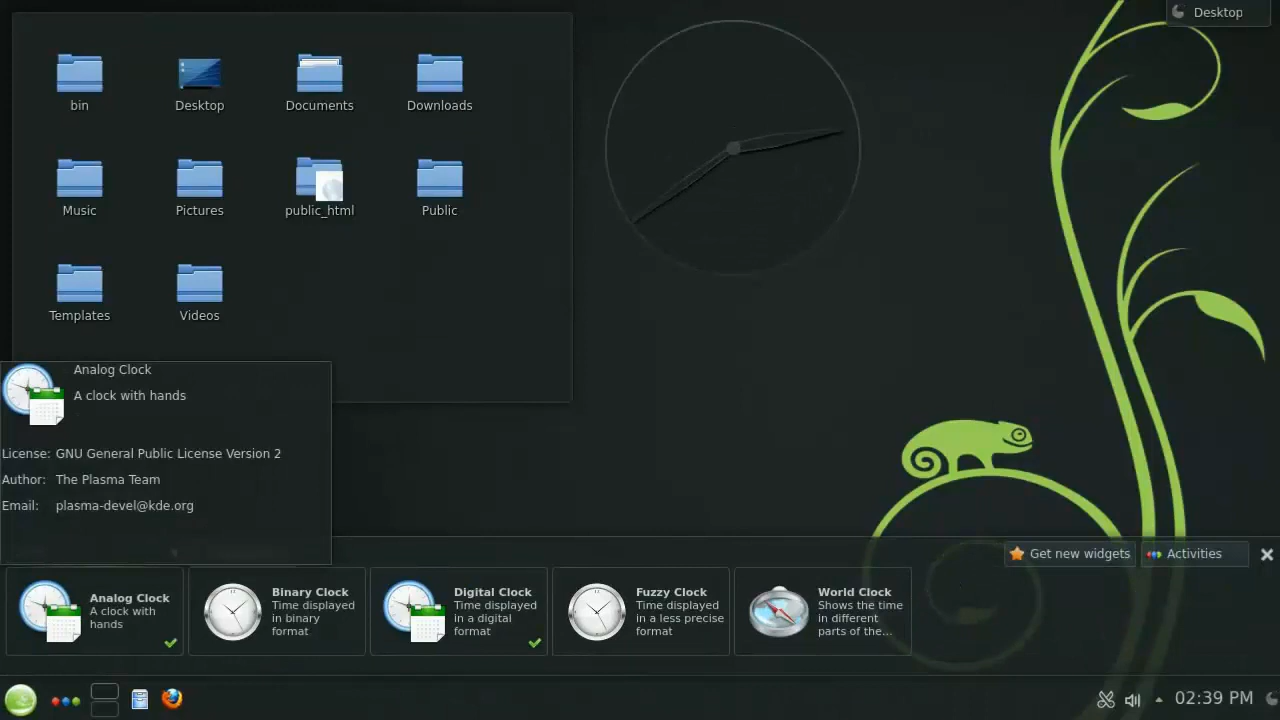 Desktop
bin
Desktop
Documents
Downloads
Music
Pictures
public_html
Public
Templates
Videos
Analog Clock
A clock with hands
License: GNU General Public License Version 2
Author: The Plasma Team
Email: plasma-devel@kde.org
Get new widgets
Activities
Analog Clock
A clock with
hands
Binary Clock
Time displayed
in binary
format
Digital Clock
Time displayed
in a digital
format
Fuzzy Clock
Time displayed
in a less precise
format
World Clock
Shows the time
in different
parts of the...
02:39 PM